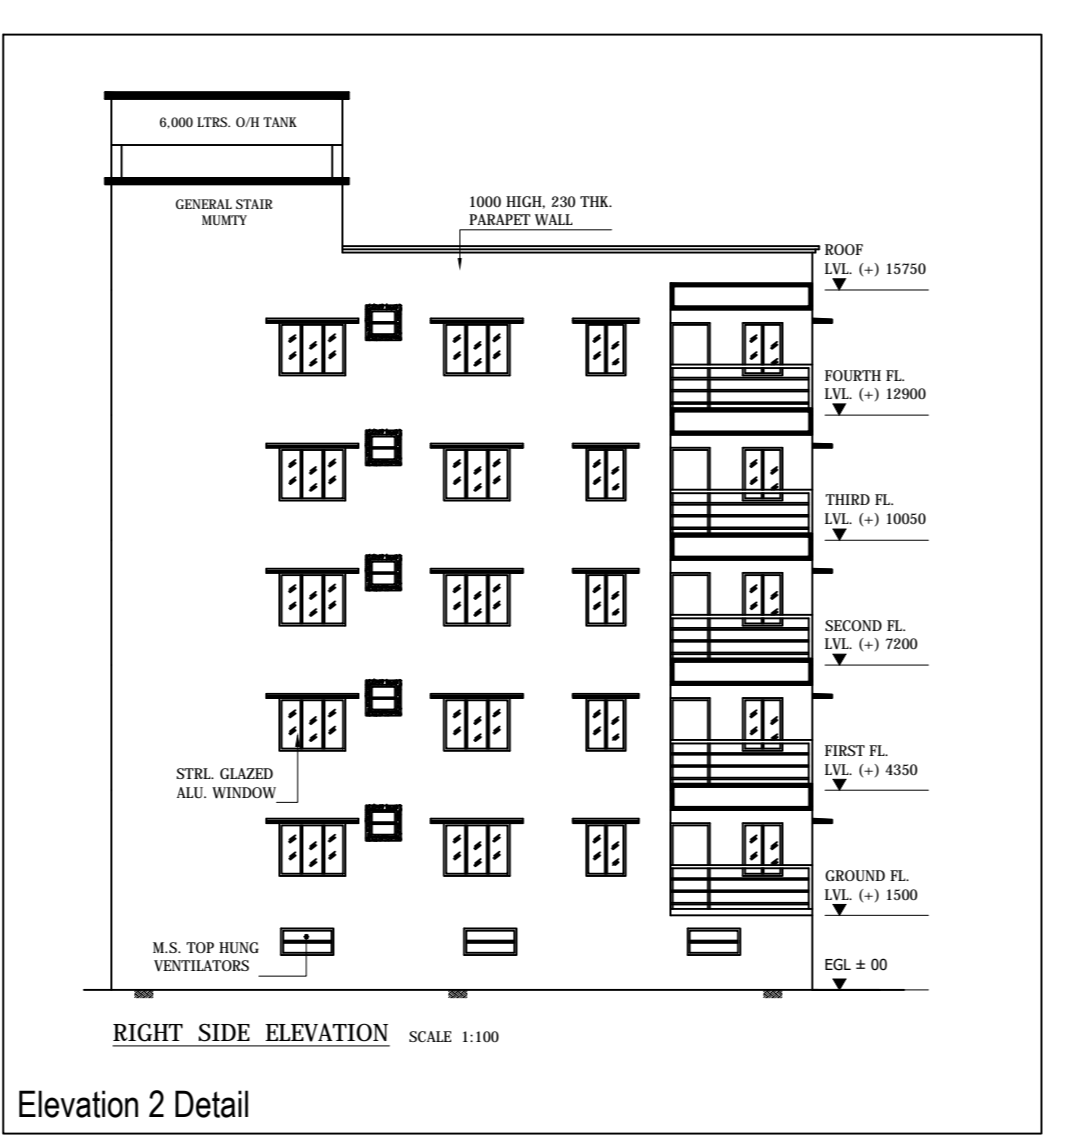 6,000 LTRS. O/H TANK
GENERAL STAIR
MUMTY
1000 HIGH, 230 THK.
PARAPET WALL
ROOF
LVL. (+) 15750
FOURTH FL.
LVL. (+) 12900
THIRD FL.
LVL. (+) 10050
SECOND FL.
LVL. (+) 7200
FIRST FL.
LVL. (+) 4350
STRL. GLAZED
ALU. WINDOW
GROUND FL.
LVL. (+) 1500
M.S. TOP HUNG
VENTILATORS
EGL ± 00
RIGHT SIDE ELEVATION SCALE 1:100
Elevation 2 Detail